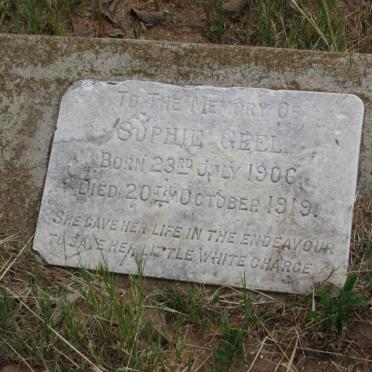 TO THE MEMORY OF
SOPHIE GEEL
BORN 23RD JULY 1906.
DIED 20TH OCTOBER 1919.
SHE GAVE HER LIFE IN THE ENDEAVOUR
TO SAVE HER LITTLE WHITE CHARGE